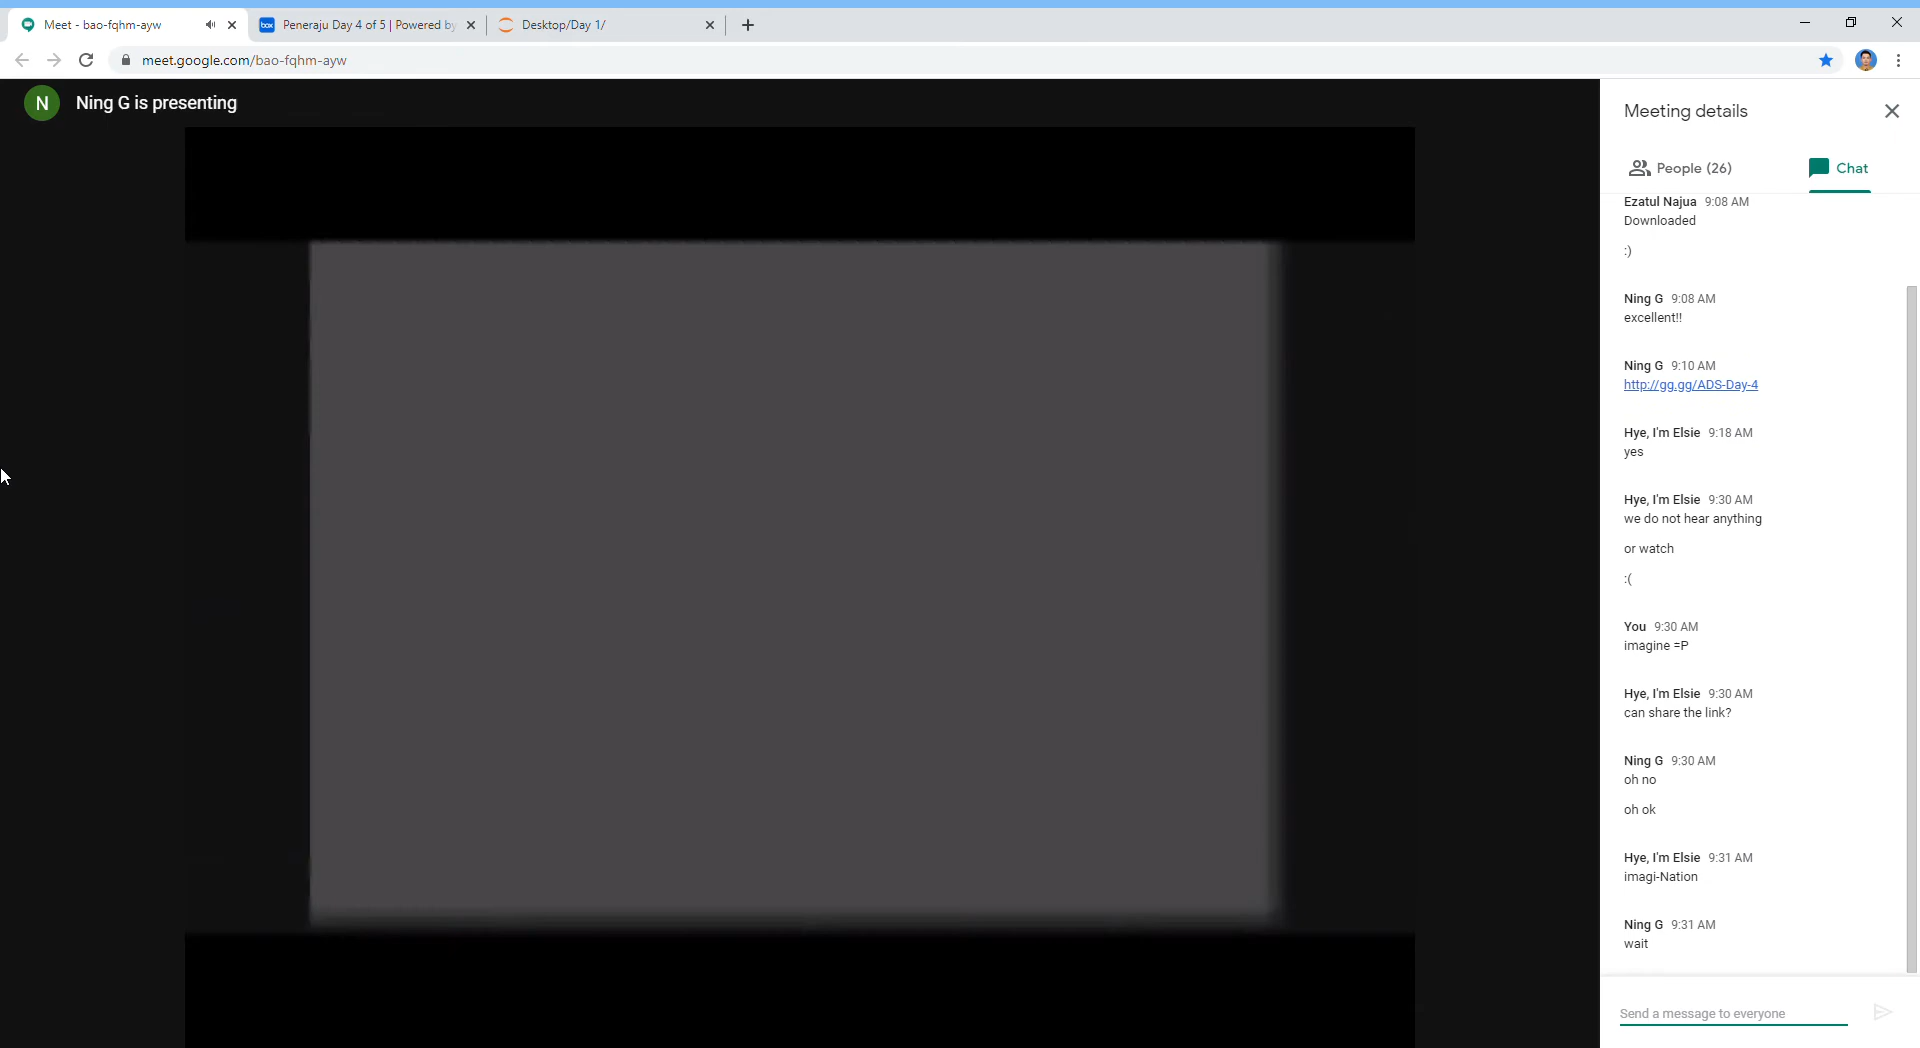 Meet - bao-fqhm-ayw
box
Peneraju Day 4 of 5 | Powered by
Desktop/Day 1/
meet.google.com/bao-fqhm-ayw
N
Ning G is presenting
Meeting details
People (26)
Chat
Ezatul Najua 9:08 AM
Downloaded
:)
Ning G 9:08 AM
excellent!!
Ning G 9:10 AM
http://gg.gg/ADS-Day-4
Hye, I'm Elsie 9:18 AM
yes
Hye, I'm Elsie 9:30 AM
we do not hear anything
or watch
:(
You 9:30 AM
imagine =P
Hye, I'm Elsie 9:30 AM
can share the link?
Ning G 9:30 AM
oh no
oh ok
Hye, I'm Elsie 9:31 AM
imagi-Nation
Ning G 9:31 AM
wait
Send a message to everyone